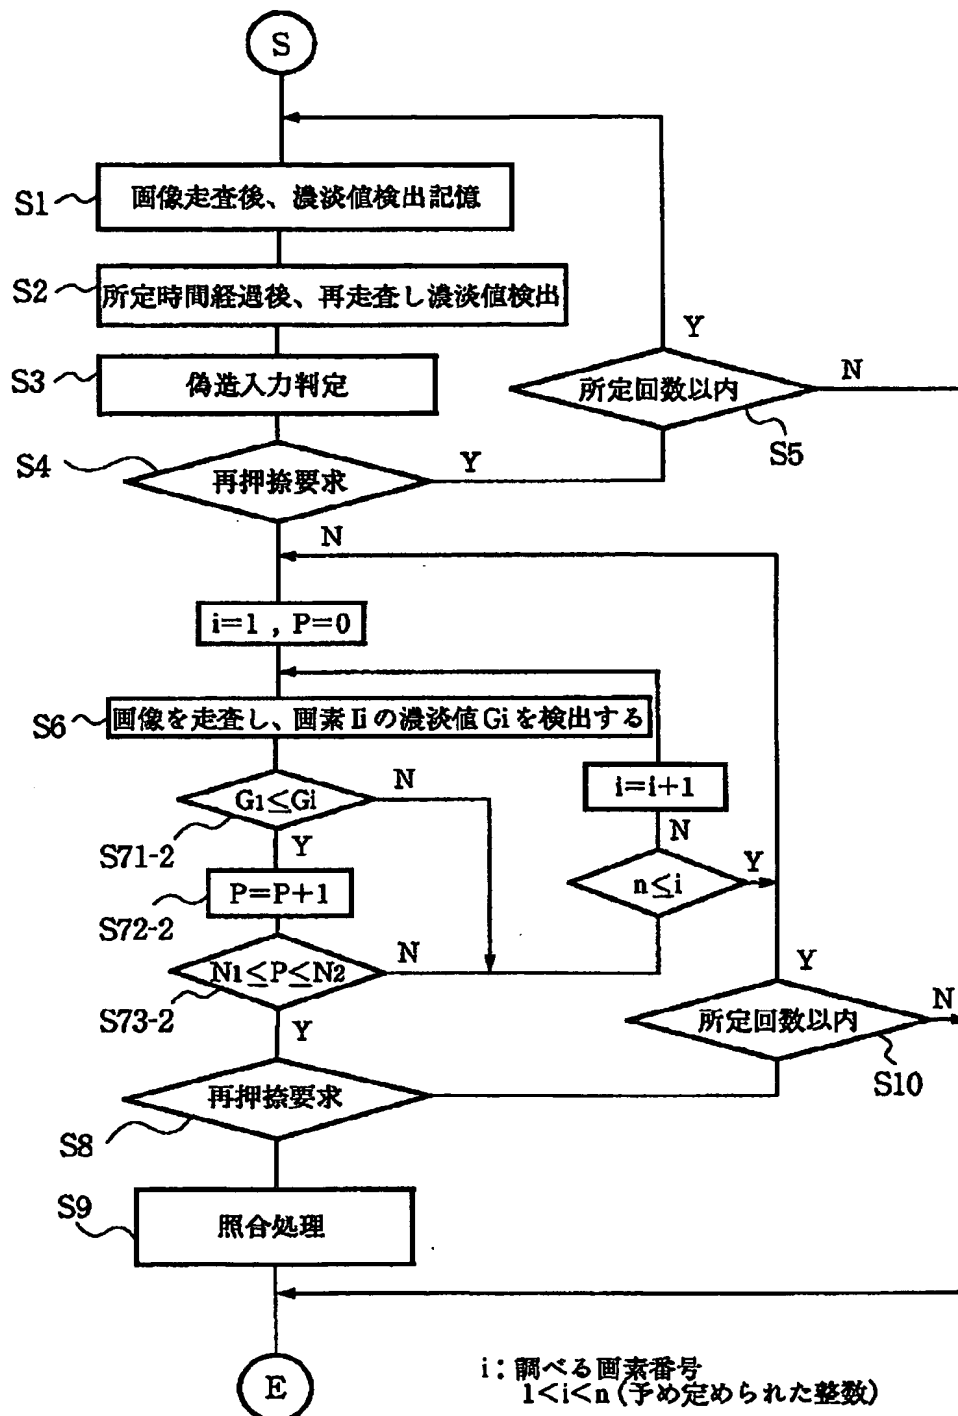 S
S1
画像走査後、濃淡値検出記憶
S2
所定時間経過後、再走査し濃淡値検出
S3
偽造入力判定
Y
所定回数以内
N
S5
S4
再押捺要求
Y
N
i=1 , P=0
S6
画像を走査し、画素Iiの濃淡値Giを検出する
G1≤Gi
N
i=i+1
S71-2
Y
N
n≤i
Y
P=P+1
S72-2
N1≤P≤N2
N
S73-2
Y
Y
所定回数以内
N
S10
再押捺要求
S8
S9
照合処理
E
i：調べる画素番号
1<i<n(予め定められた整数)